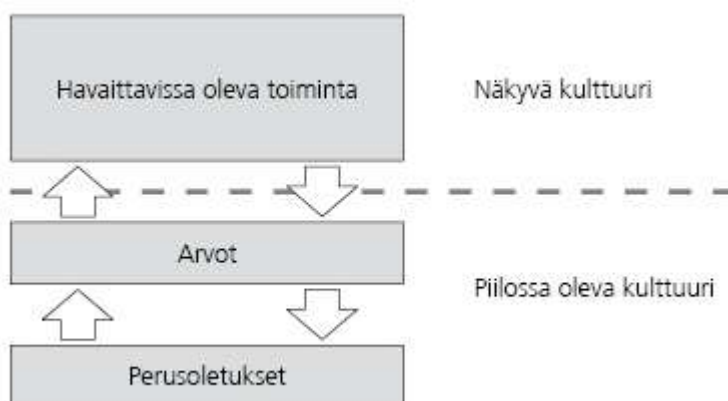 Havaittavissa oleva toiminta
Näkyvä kulttuuri
Arvot
Piilossa oleva kulttuuri
Perusoletukset